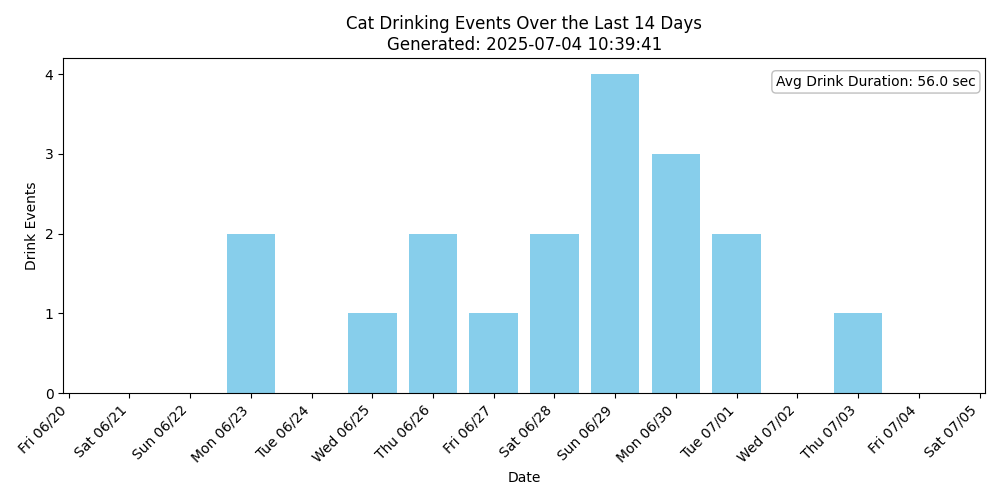 Cat Drinking Events Over the Last 14 Days
Generated: 2025-07-04 10:39:41
Avg Drink Duration: 56.0 sec
Drink Events
4
3
2
1
0
Fri 06/20
Sat 06/21
Sun 06/22
Mon 06/23
Tue 06/24
Wed 06/25
Thu 06/26
Fri 06/27
Sat 06/28
Sun 06/29
Mon 06/30
Tue 07/01
Wed 07/02
Thu 07/03
Fri 07/04
Sat 07/05
Date